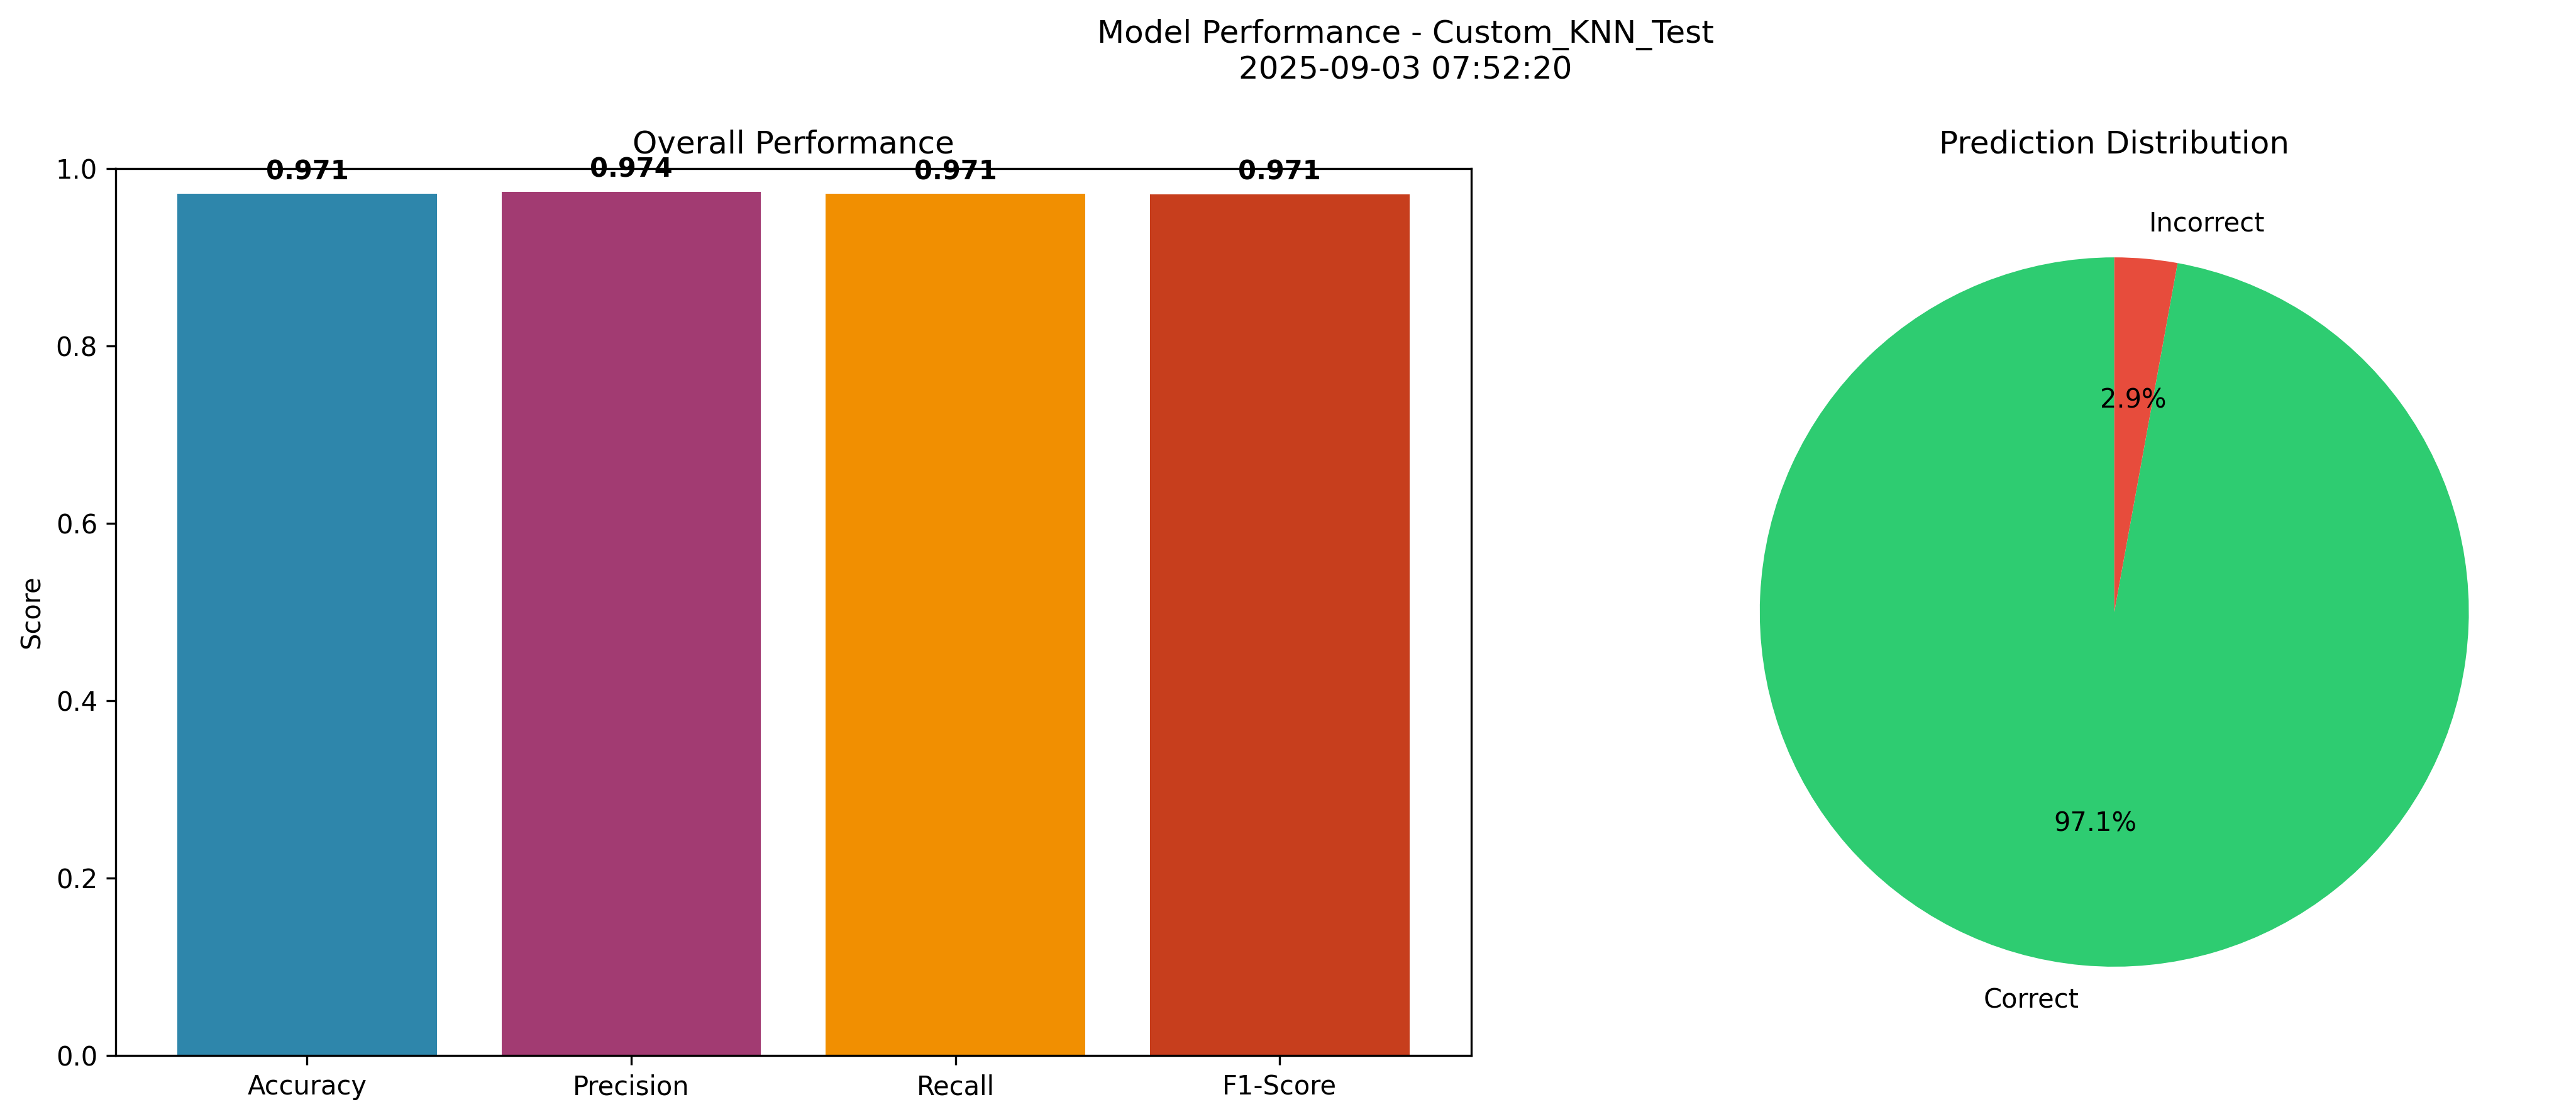 Model Performance - Custom_KNN_Test
2025-09-03 07:52:20
Overall Performance
0.971
0.974
0.971
0.971
1.0
0.8
0.6
0.4
0.2
0.0
Score
Accuracy
Precision
Recall
F1-Score
Prediction Distribution
Incorrect
2.9%
97.1%
Correct